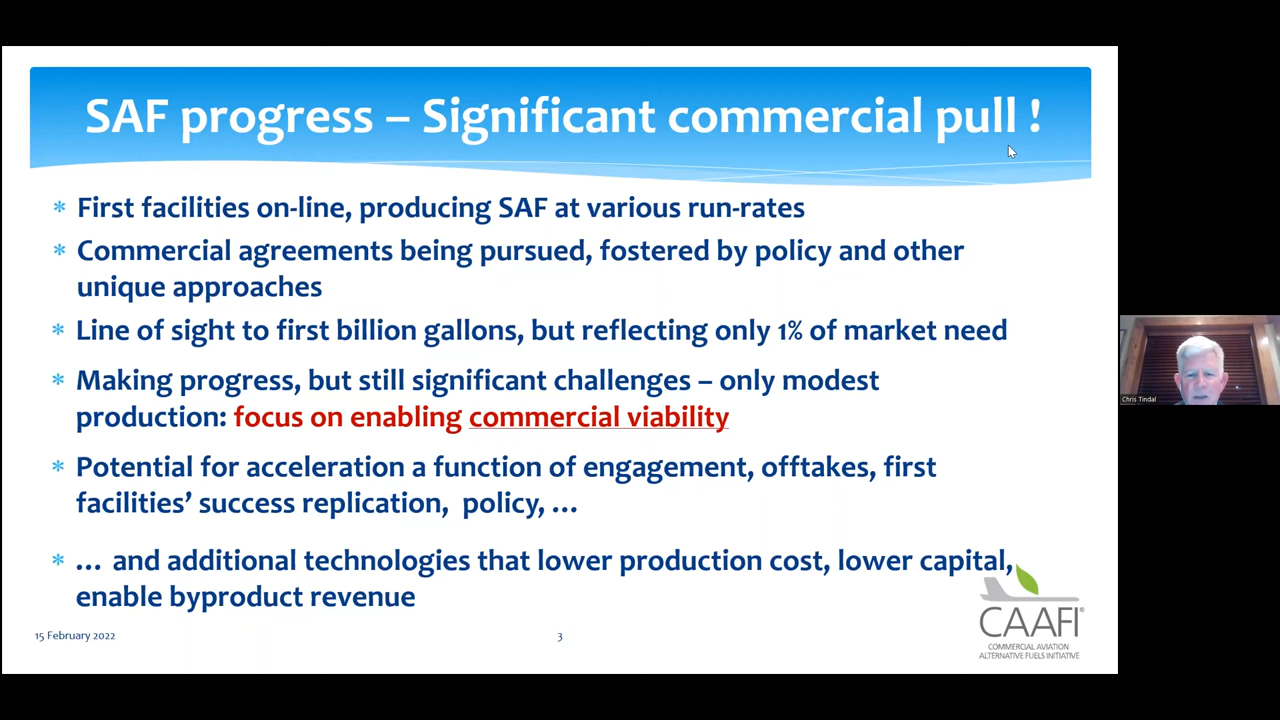 SAF progress – Significant commercial pull !
* First facilities on-line, producing SAF at various run-rates
* Commercial agreements being pursued, fostered by policy and other
unique approaches
* Line of sight to first billion gallons, but reflecting only 1% of market need
* Making progress, but still significant challenges – only modest
production: focus on enabling commercial viability
* Potential for acceleration a function of engagement, offtakes, first
facilities’ success replication,  policy, …
* … and additional technologies that lower production cost, lower capital,
enable byproduct revenue
15 February 2022
3
CAAFI®
COMMERCIAL AVIATION
ALTERNATIVE FUELS INITIATIVE
Chris Tindal